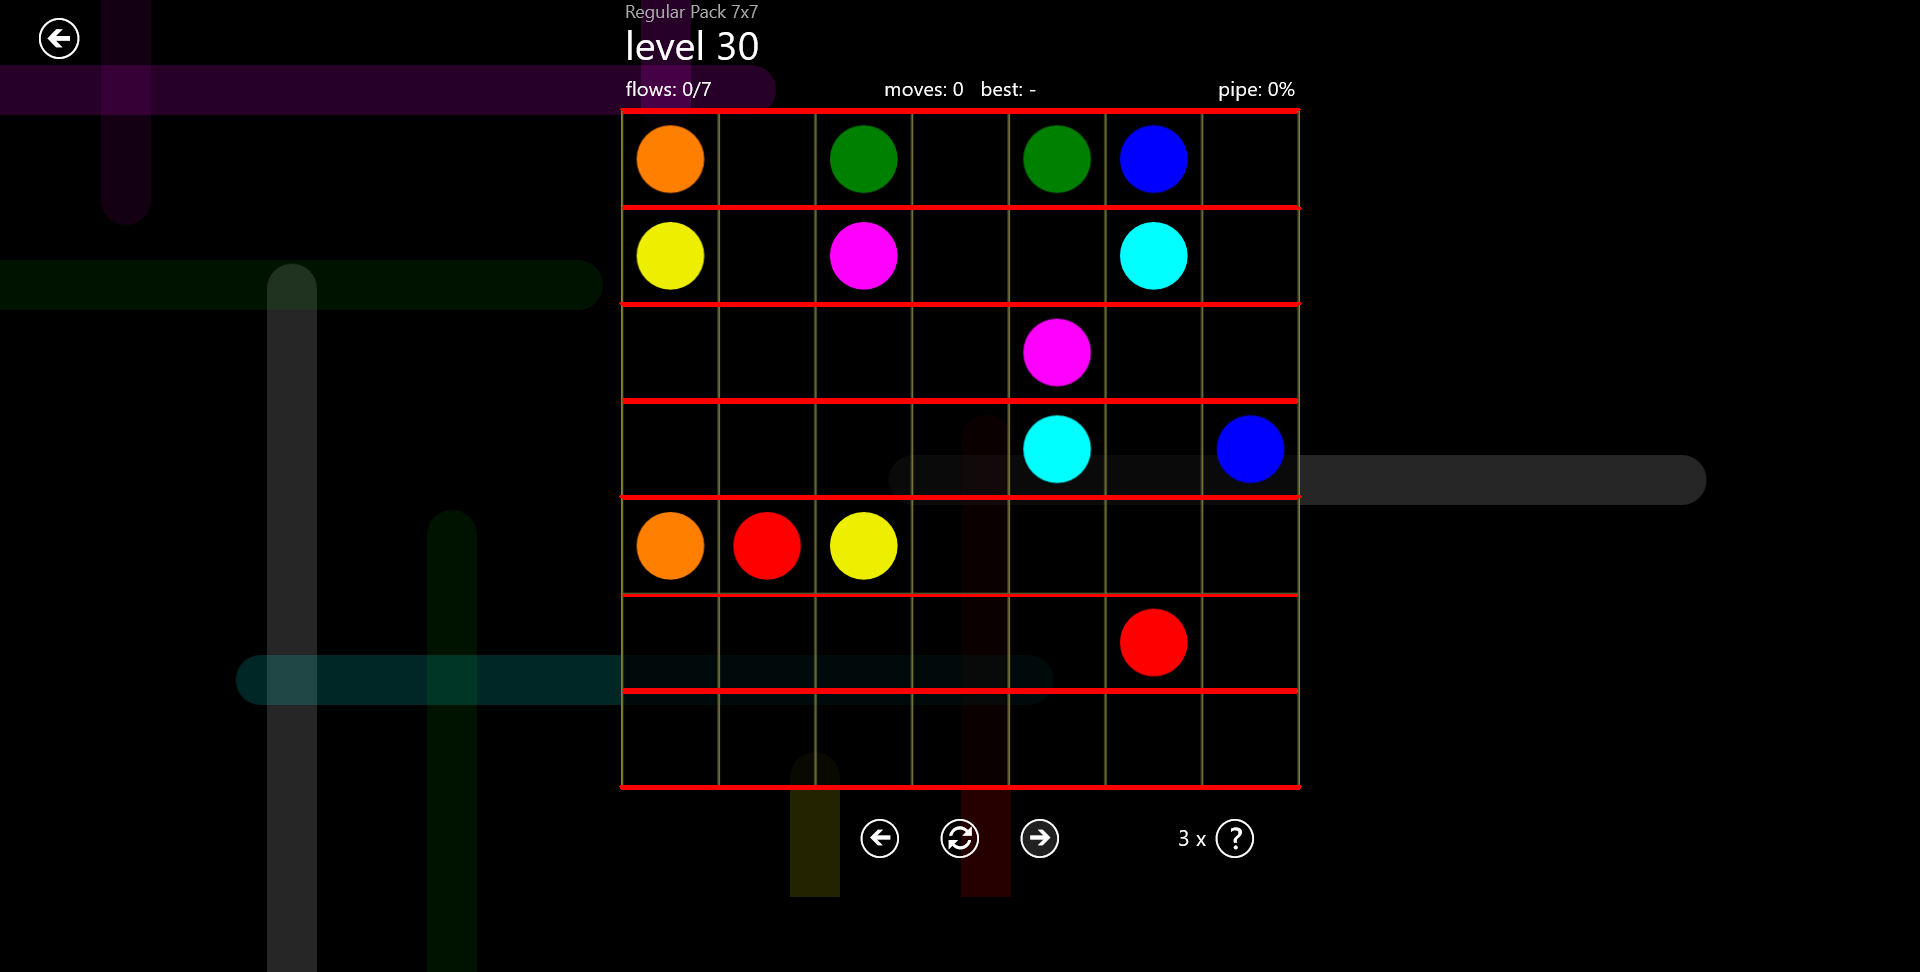 Regular Pack 7x7
level 30
flows: 0/7 moves: 0 best: - pipe: 0%
3 x ?